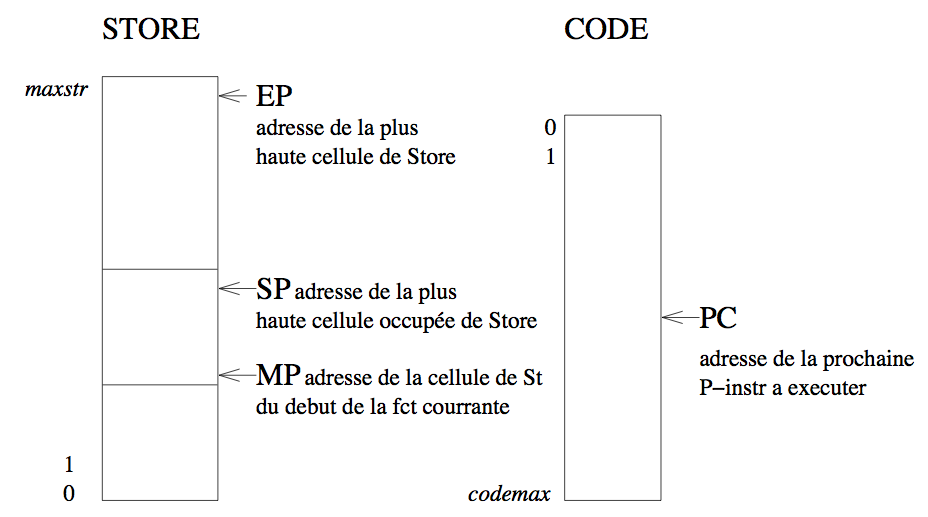 STORE
maxstr
EP
adresse de la plus
haute cellule de Store
SP adresse de la plus
haute cellule occupée de Store
MP adresse de la cellule de St
du debut de la fct courrante
1
0
CODE
0
1
PC
adresse de la prochaine
P–instr a executer
codemax